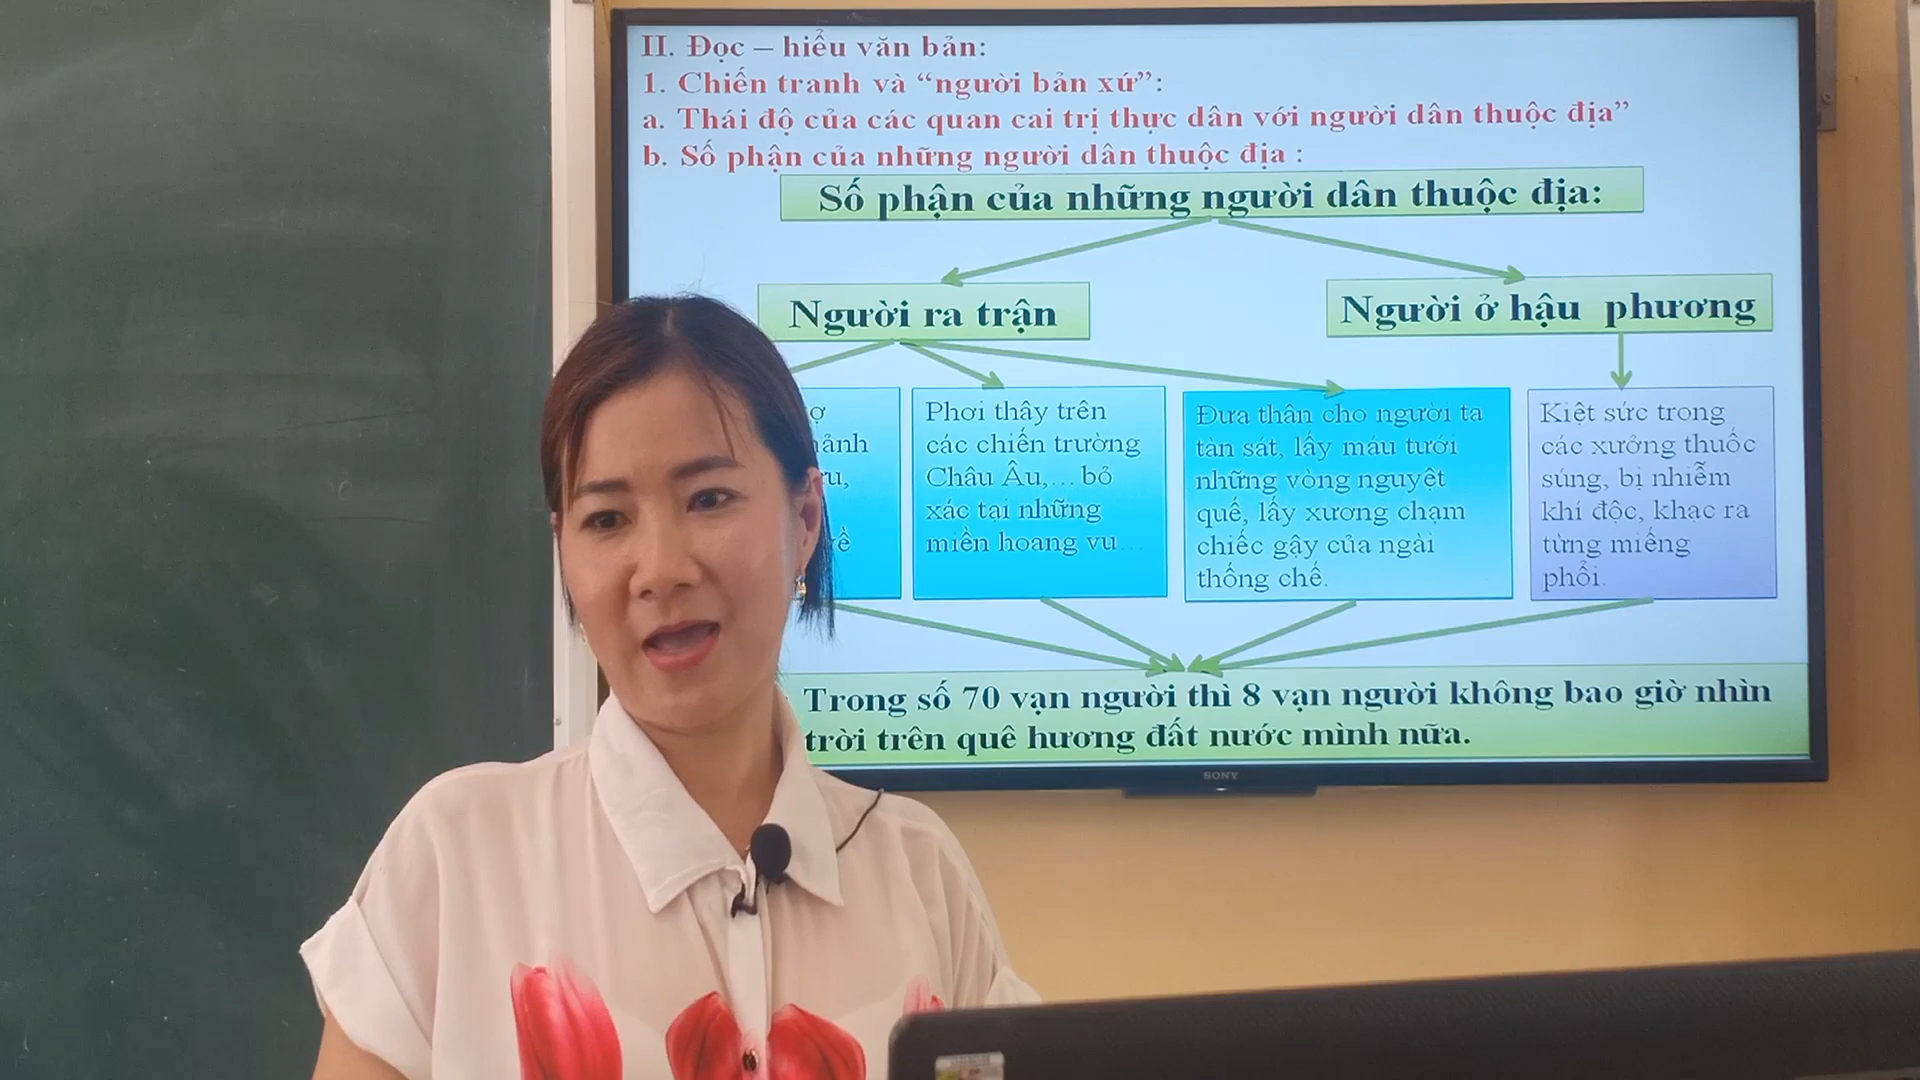 II. Đọc – hiểu văn bản:
1. Chiến tranh và “người bản xứ”:
a. Thái độ của các quan cai trị thực dân với người dân thuộc địa”
b. Số phận của những người dân thuộc địa :
Số phận của những người dân thuộc địa:
Người ra trận
Người ở hậu phương
Phơi thây trên
các chiến trường
Châu Âu,… bỏ
xác tại những
miền hoang vu…
Đưa thân cho người ta
tàn sát, lấy máu tưới
những vòng nguyệt
quế, lấy xương chạm
chiếc gậy của ngài
thống chế.
Kiệt sức trong
các xưởng thuốc
súng, bị nhiễm
khí độc, khạc ra
từng miếng
phổi.
Trong số 70 vạn người thì 8 vạn người không bao giờ nhìn
trời trên quê hương đất nước mình nữa.
SONY